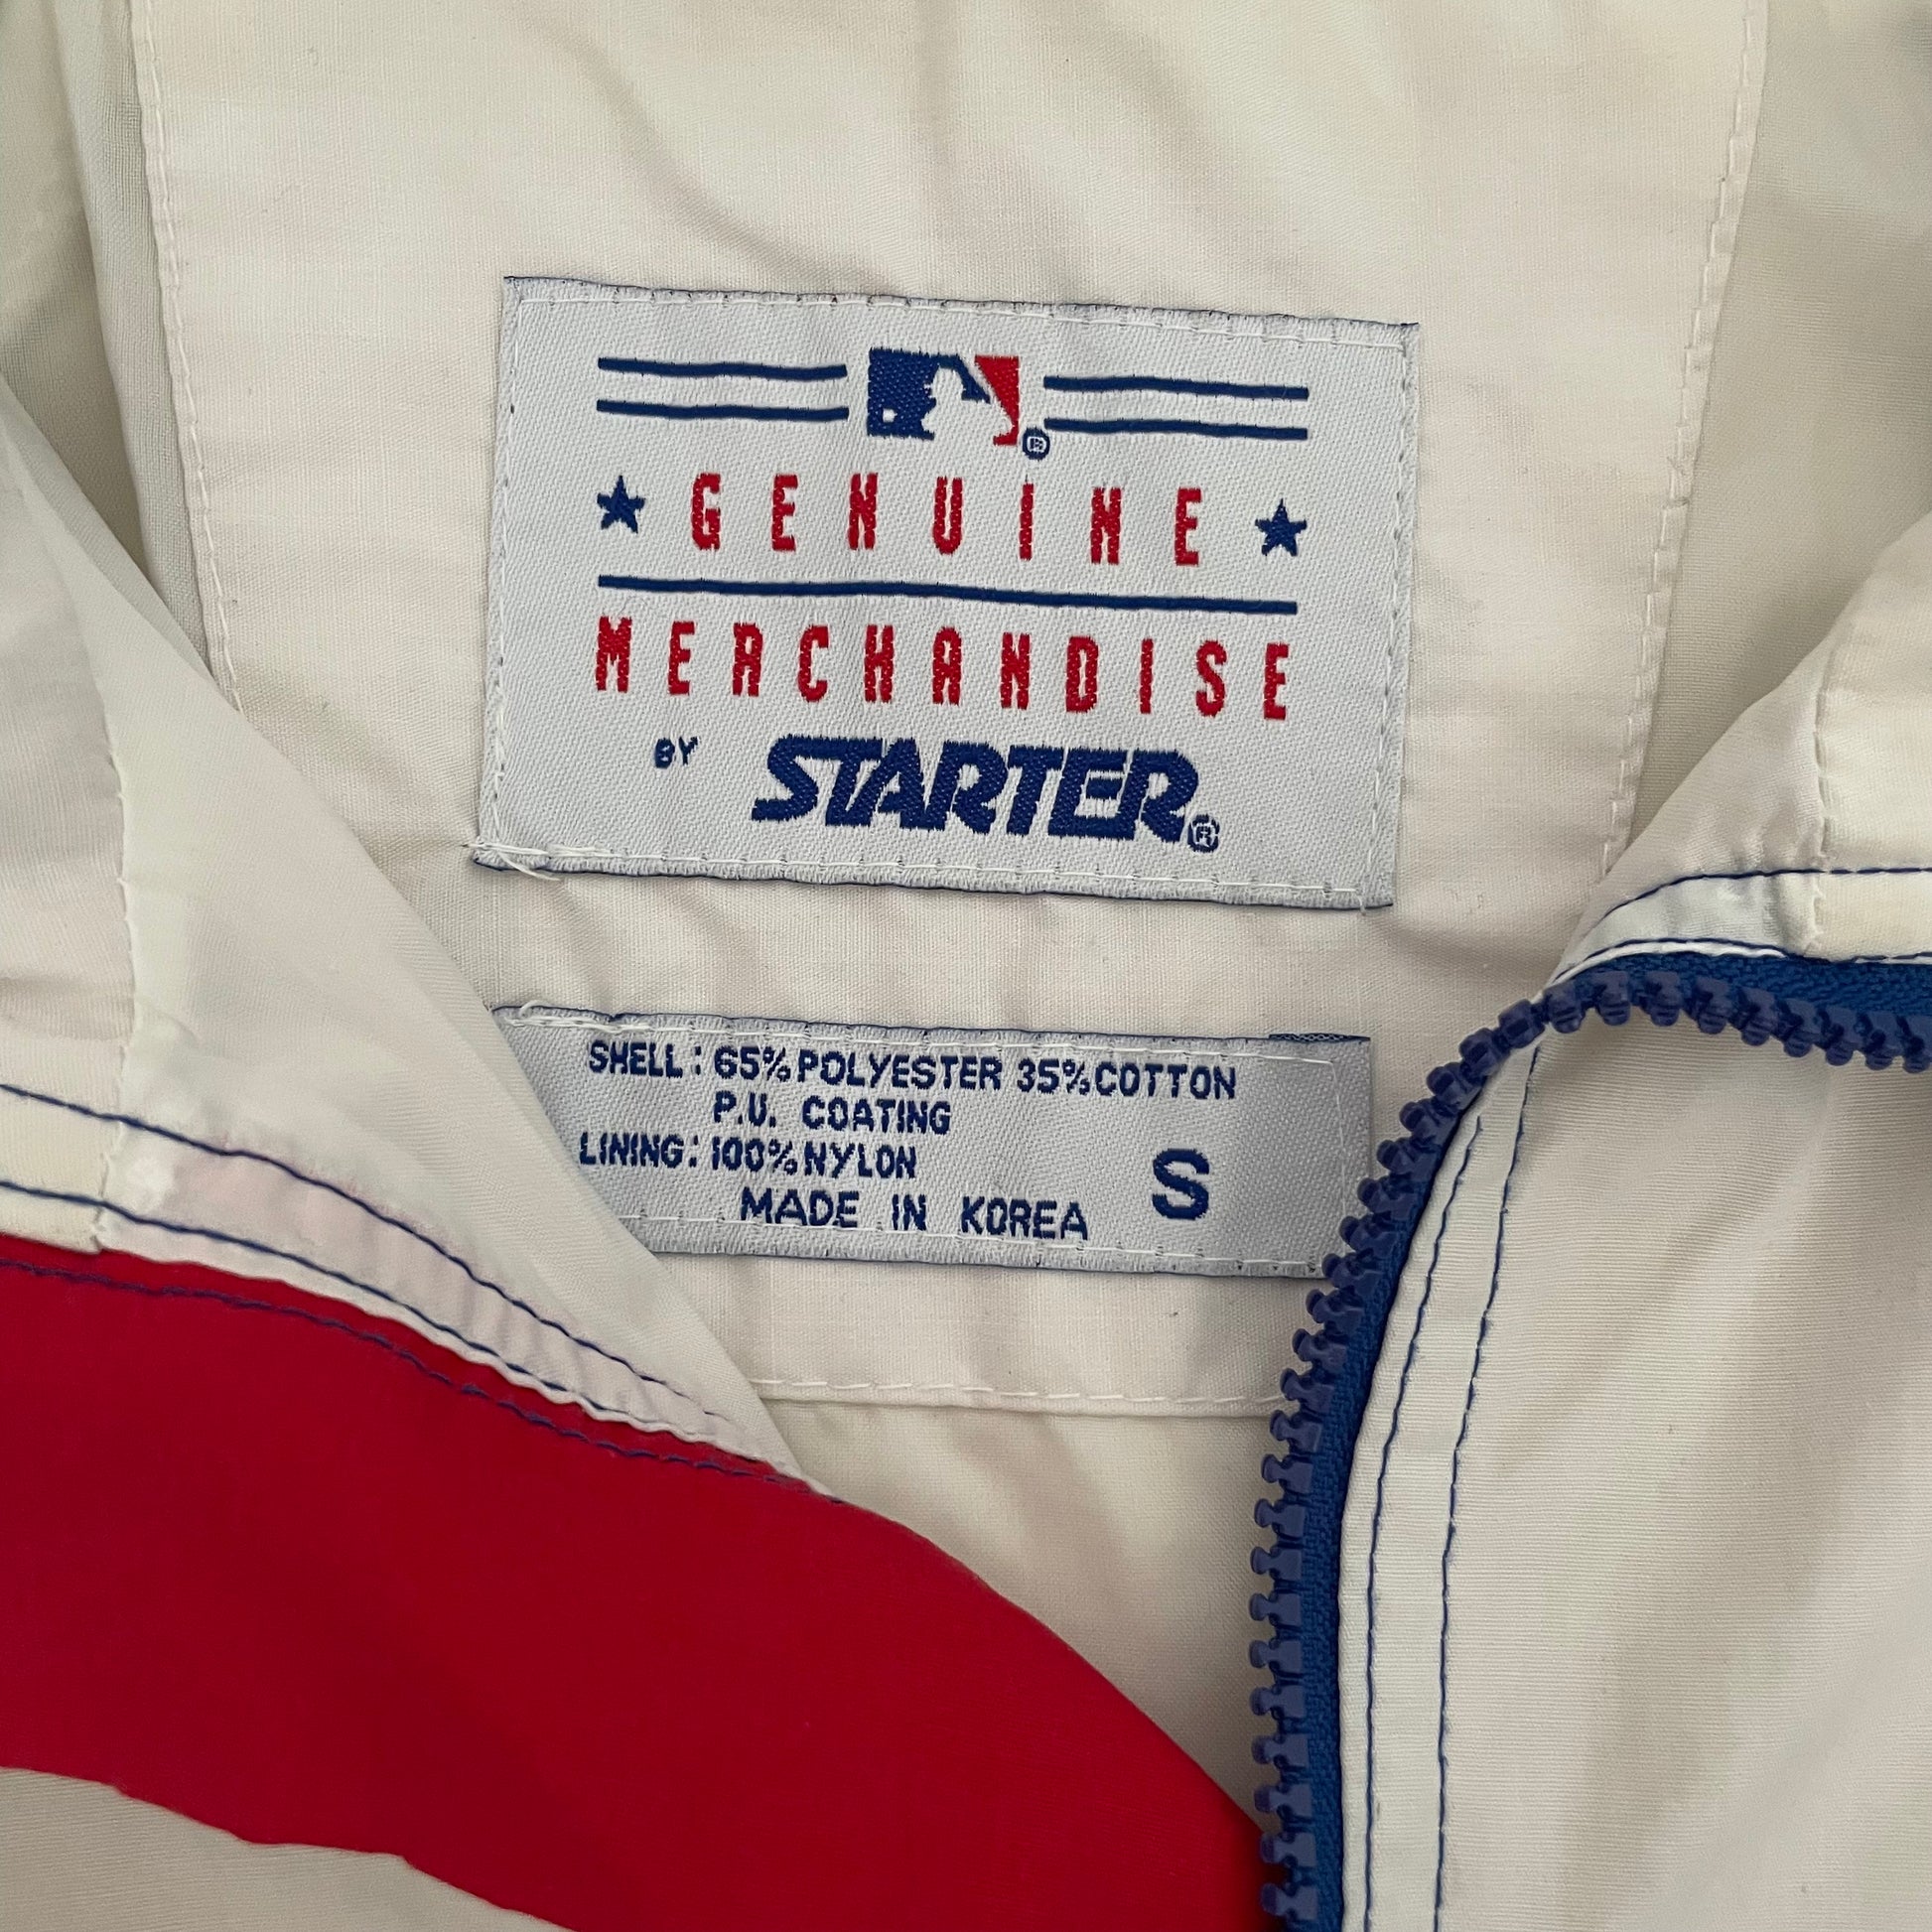 ®
GENUINE
MERCHANDISE
BY STARTER®
SHELL: 65% POLYESTER 35% COTTON
P.U. COATING
LINING: 100% NYLON
MADE IN KOREA
S